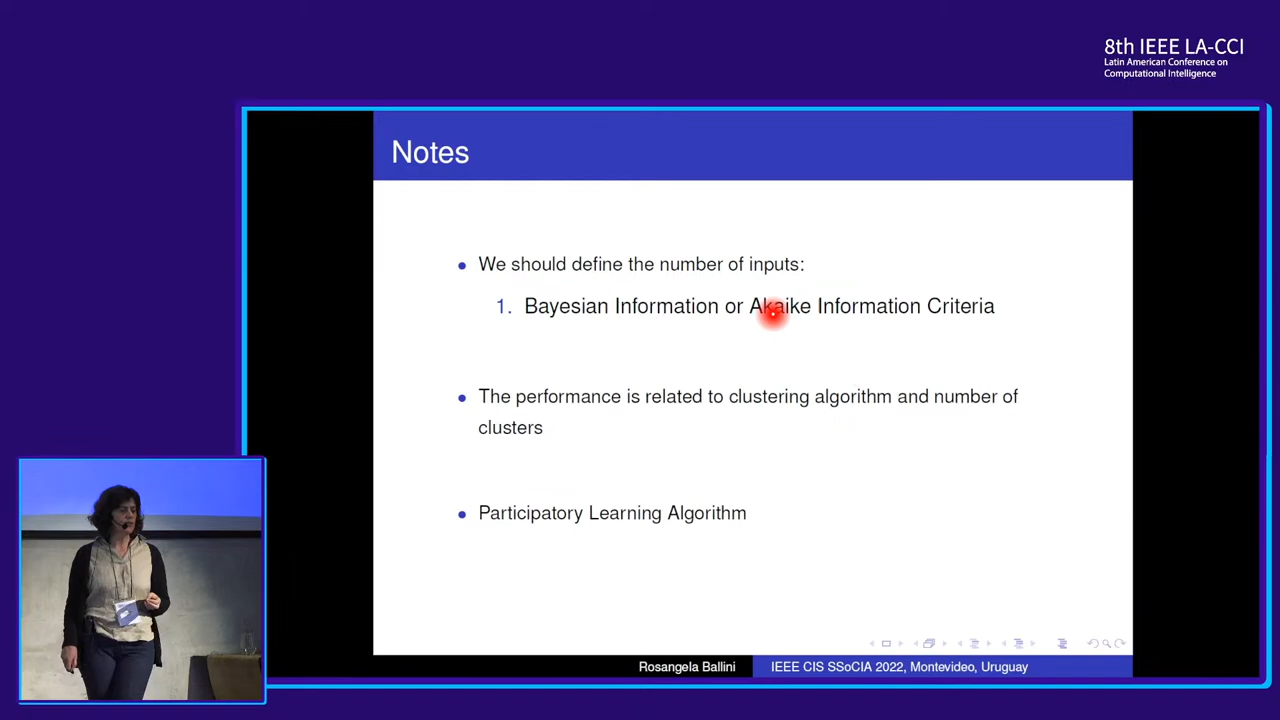 8th IEEE LA-CCI
Latin American Conference on
Computational Intelligence
Notes
• We should define the number of inputs:
1. Bayesian Information or Akaike Information Criteria
• The performance is related to clustering algorithm and number of
clusters
• Participatory Learning Algorithm
Rosangela Ballini
IEEE CIS SSoCIA 2022, Montevideo, Uruguay